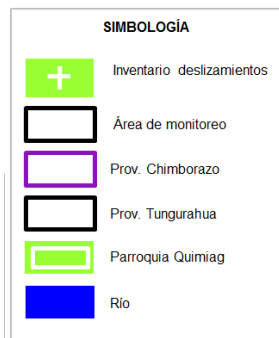 SIMBOLOGÍA
Inventario deslizamientos
Área de monitoreo
Prov. Chimborazo
Prov. Tungurahua
Parroquia Quimiag
Río